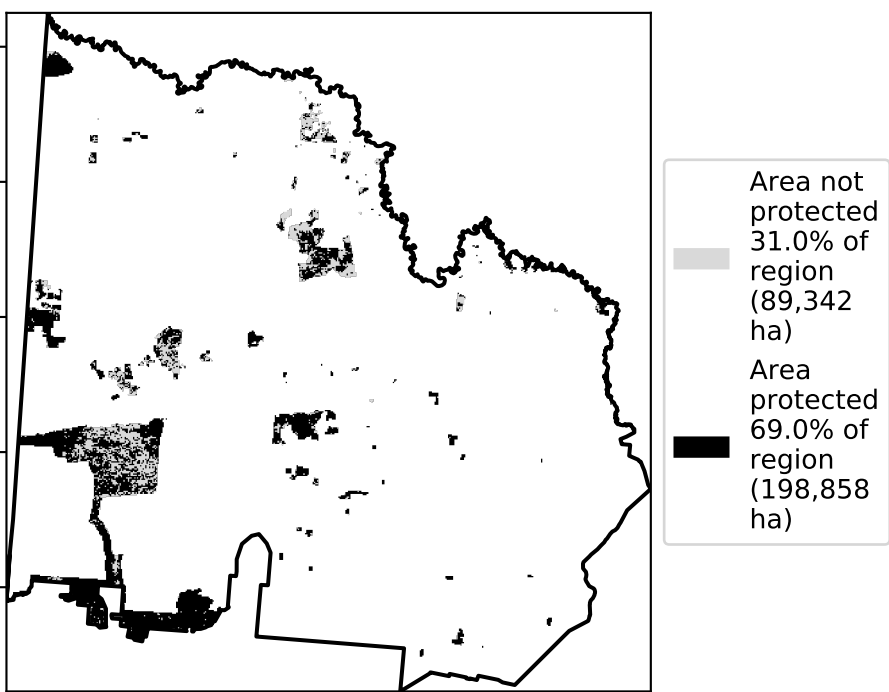 Area not
protected
31.0% of
region
(89,342
ha)
Area
protected
69.0% of
region
(198,858
ha)